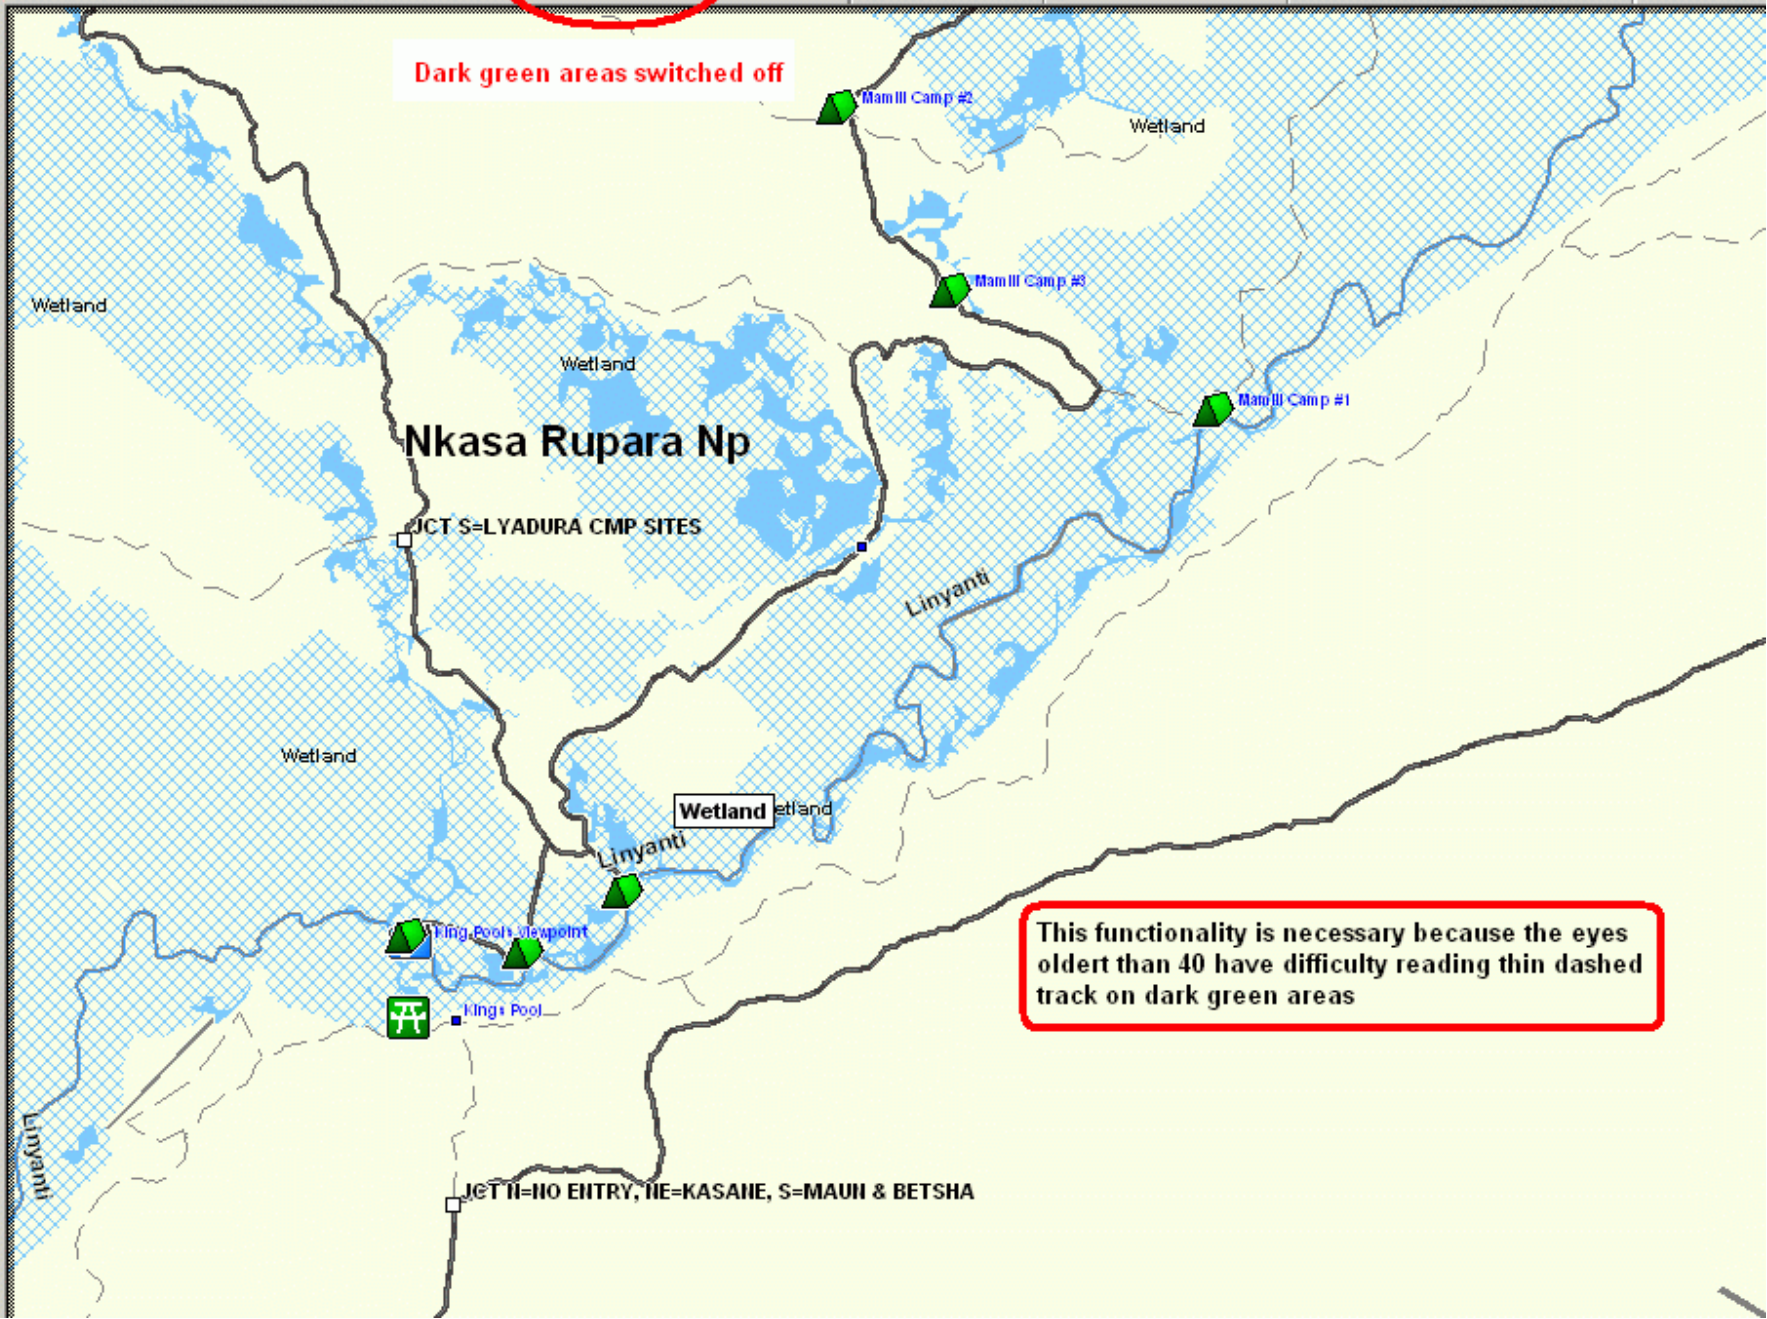 Dark green areas switched off
Mamili Camp #2
Wetland
Mamili Camp #3
Wetland
Wetland
Mamili Camp #1
Nkasa Rupara Np
JCT S=LYADURA CMP SITES
Linyanti
Wetland
Wetland
etland
Linyanti
King Pools Viewpoint
This functionality is necessary because the eyes
oldert than 40 have difficulty reading thin dashed
track on dark green areas
Kings Pool
Linyanti
JCT N=NO ENTRY, NE=KASANE, S=MAUN & BETSHA